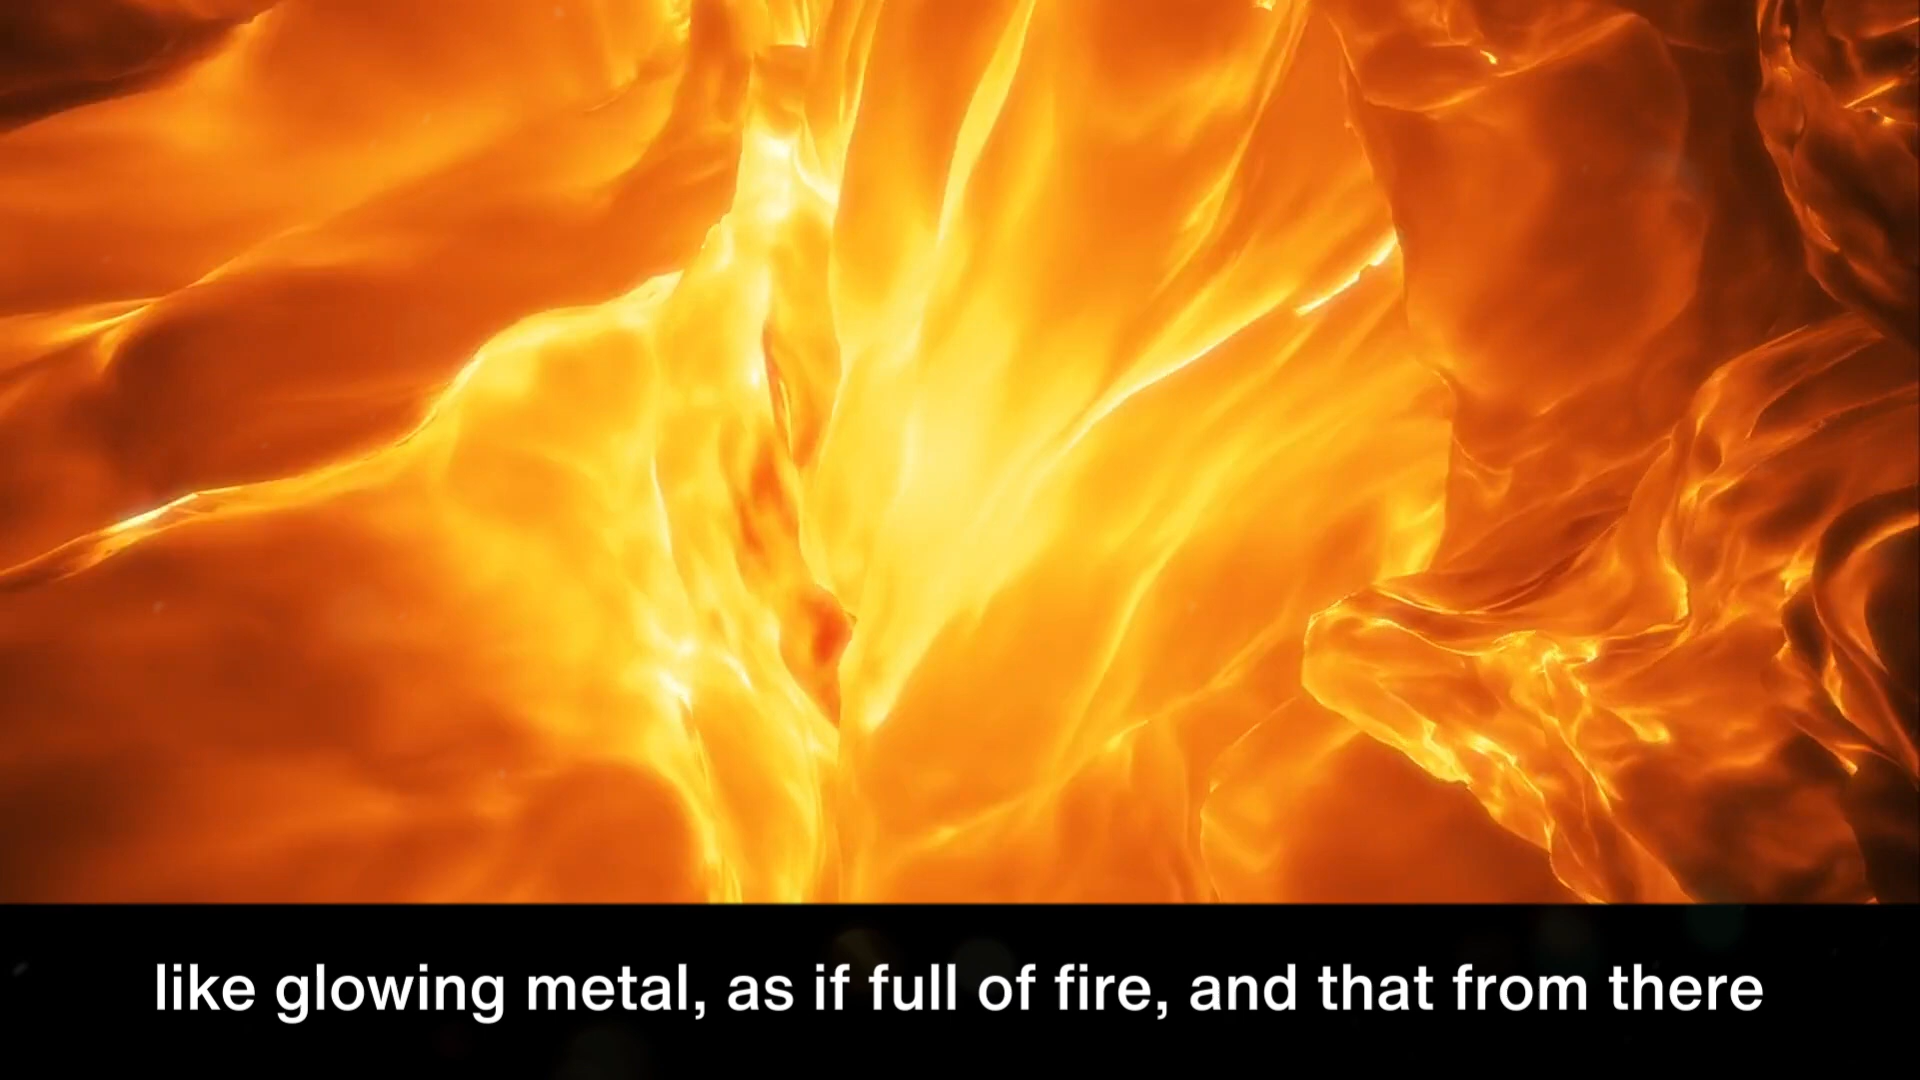 like glowing metal, as if full of fire, and that from there